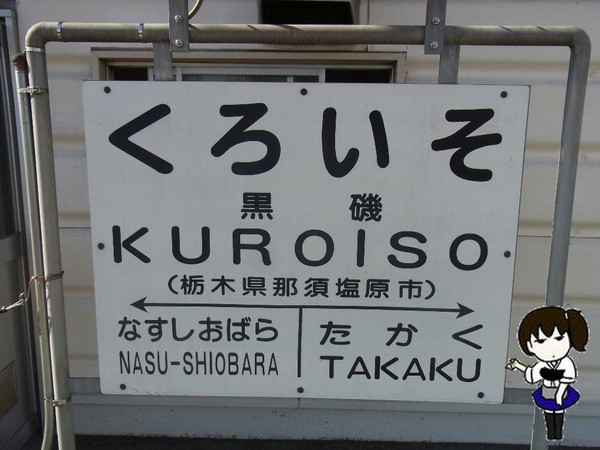 くろいそ
黒磯
KUROISO
(栃木県那須塩原市)
なすしおばら たかく
NASU-SHIOBARA TAKAKU